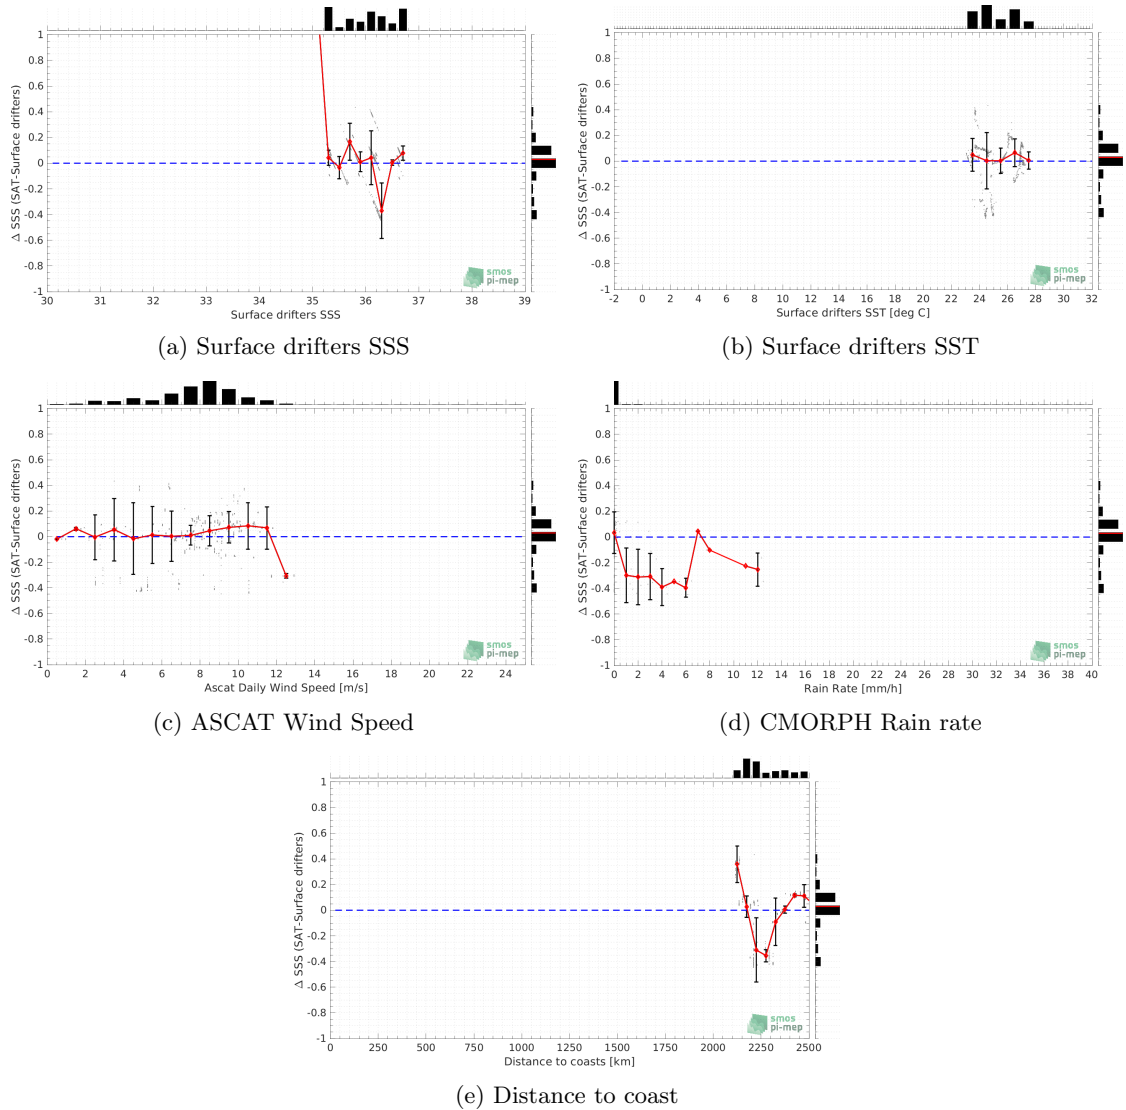 1
0.8
0.6
0.4
0.2
0
-0.2
-0.4
-0.6
-0.8
-1
Δ SSS (SAT-Surface drifters)
smos
pi-mep
30 31 32 33 34 35 36 37 38 39
Surface drifters SSS
(a) Surface drifters SSS
1
0.8
0.6
0.4
0.2
0
-0.2
-0.4
-0.6
-0.8
-1
Δ SSS (SAT-Surface drifters)
smos
pi-mep
-2 0 2 4 6 8 10 12 14 16 18 20 22 24 26 28 30 32
Surface drifters SST [deg C]
(b) Surface drifters SST
1
0.8
0.6
0.4
0.2
0
-0.2
-0.4
-0.6
-0.8
-1
Δ SSS (SAT-Surface drifters)
smos
pi-mep
0 2 4 6 8 10 12 14 16 18 20 22 24
Ascat Daily Wind Speed [m/s]
(c) ASCAT Wind Speed
1
0.8
0.6
0.4
0.2
0
-0.2
-0.4
-0.6
-0.8
-1
Δ SSS (SAT-Surface drifters)
smos
pi-mep
0 2 4 6 8 10 12 14 16 18 20 22 24 26 28 30 32 34 36 38 40
Rain Rate [mm/h]
(d) CMORPH Rain rate
1
0.8
0.6
0.4
0.2
0
-0.2
-0.4
-0.6
-0.8
-1
Δ SSS (SAT-Surface drifters)
smos
pi-mep
0 250 500 750 1000 1250 1500 1750 2000 2250 2500
Distance to coasts [km]
(e) Distance to coast